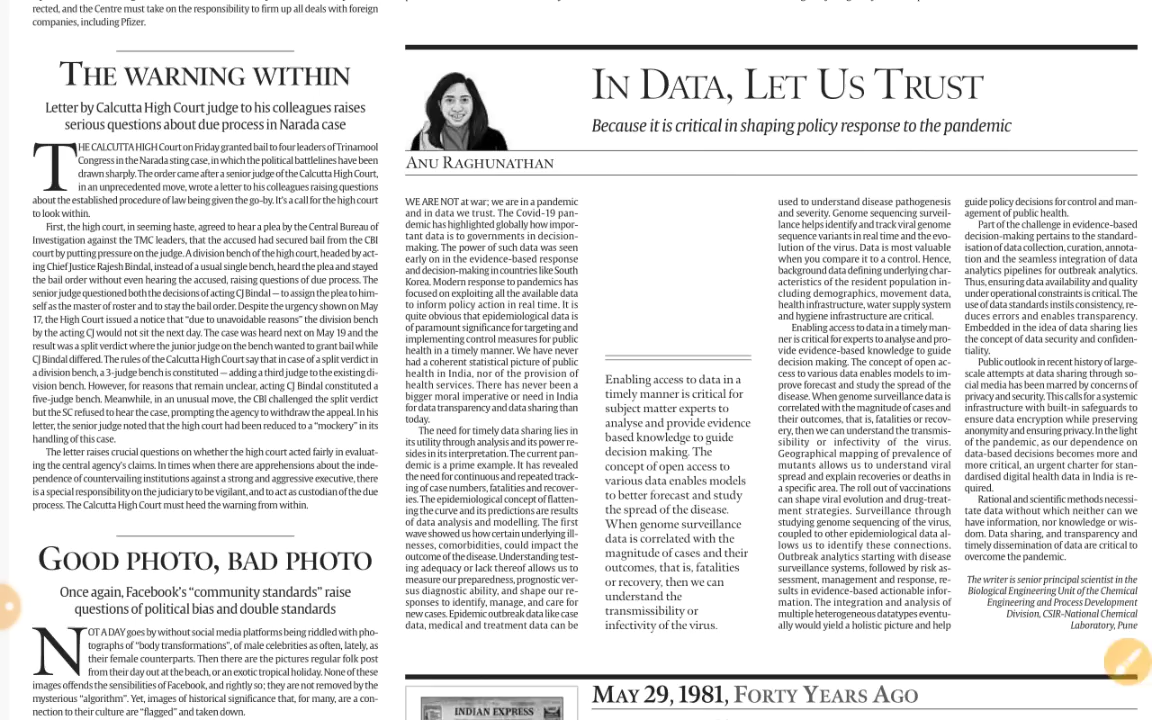 rected, and the Centre must take on the responsibility to firm up all deals with foreign
companies, including Pfizer.
THE WARNING WITHIN
Letter by Calcutta High Court judge to his colleagues raises
serious questions about due process in Narada case
THE CALCUTTA HIGH Court on Friday granted bail to four leaders of Trinamool
Congress in the Narada sting case, in which the political battlelines have been
drawn sharply. The order came after a senior judge of the Calcutta High Court,
in an unprecedented move, wrote a letter to his colleagues raising questions
about the established procedure of law being given the go-by. It's a call for the high court
to look within.
First, the high court, in seeming haste, agreed to hear a plea by the Central Bureau of
Investigation against the TMC leaders, that the accused had secured bail from the CBI
court by putting pressure on the judge. A division bench of the high court, headed by act-
ing Chief Justice Rajesh Bindal, instead of a usual single bench, heard the plea and stayed
the bail order without even hearing the accused, raising questions of due process. The
senior judge questioned both the decisions of acting CJ Bindal — to assign the plea to him-
self as the master of roster and to stay the bail order. Despite the urgency shown on May
17, the High Court issued a notice that "due to unavoidable reasons" the division bench
by the acting CJ would not sit the next day. The case was heard next on May 19 and the
result was a split verdict where the junior judge on the bench wanted to grant bail while
CJ Bindal differed. The rules of the Calcutta High Court say that in case of a split verdict in
a division bench, a 3-judge bench is constituted — adding a third judge to the existing di-
vision bench. However, for reasons that remain unclear, acting CJ Bindal constituted a
five-judge bench. Meanwhile, in an unusual move, the CBI challenged the split verdict
but the SC refused to hear the case, prompting the agency to withdraw the appeal. In his
letter, the senior judge noted that the high court had been reduced to a "mockery" in its
handling of this case.
The letter raises crucial questions on whether the high court acted fairly in evaluat-
ing the central agency's claims. In times when there are apprehensions about the inde-
pendence of countervailing institutions against a strong and aggressive executive, there
is a special responsibility on the judiciary to be vigilant, and to act as custodian of the due
process. The Calcutta High Court must heed the warning from within.
GOOD PHOTO, BAD PHOTO
Once again, Facebook's "community standards" raise
questions of political bias and double standards
NOT A DAY goes by without social media platforms being riddled with pho-
tographs of "body transformations", of male celebrities as often, lately, as
their female counterparts. Then there are the pictures regular folk post
from their day out at the beach, or an exotic tropical holiday. None of these
images offends the sensibilities of Facebook, and rightly so; they are not removed by the
mysterious "algorithm". Yet, images of historical significance that, for many, are a con-
nection to their culture are "flagged" and taken down.
IN DATA, LET US TRUST
Because it is critical in shaping policy response to the pandemic
ANU RAGHUNATHAN
WE ARE NOT at war; we are in a pandemic
and in data we trust. The Covid-19 pan-
demic has highlighted globally how impor-
tant data is to governments in decision-
making. The power of such data was seen
early on in the evidence-based response
and decision-making in countries like South
Korea. Modern response to pandemics has
focused on exploiting all the available data
to inform policy action in real time. It is
quite obvious that epidemiological data is
of paramount significance for targeting and
implementing control measures for public
health in a timely manner. We have never
had a coherent statistical picture of public
health in India, nor of the provision of
health services. There has never been a
bigger moral imperative or need in India
for data transparency and data sharing than
today.
The need for timely data sharing lies in
its utility through analysis and its power re-
sides in its interpretation. The current pan-
demic is a prime example. It has revealed
the need for continuous and repeated track-
ing of case numbers, fatalities and recover-
ies. The epidemiological concept of flatten-
ing the curve and its predictions are results
of data analysis and modelling. The first
wave showed us how certain underlying ill-
nesses, comorbidities, could impact the
outcome of the disease. Understanding test-
ing adequacy or lack thereof allows us to
measure our preparedness, prognostic ver-
sus diagnostic ability, and shape our re-
sponses to identify, manage, and care for
new cases. Epidemic outbreak data like case
data, medical and treatment data can be
Enabling access to data in a
timely manner is critical for
subject matter experts to
analyse and provide evidence
based knowledge to guide
decision making. The
concept of open access to
various data enables models
to better forecast and study
the spread of the disease.
When genome surveillance
data is correlated with the
magnitude of cases and their
outcomes, that is, fatalities
or recovery, then we can
understand the
transmissibility or
infectivity of the virus.
used to understand disease pathogenesis
and severity. Genome sequencing surveil-
lance helps identify and track viral genome
sequence variants in real time and the evo-
lution of the virus. Data is most valuable
when you compare it to a control. Hence,
background data defining underlying char-
acteristics of the resident population in-
cluding demographics, movement data,
health infrastructure, water supply system
and hygiene infrastructure are critical.
Enabling access to data in a timely man-
ner is critical for experts to analyse and pro-
vide evidence-based knowledge to guide
decision making. The concept of open ac-
cess to various data enables models to im-
prove forecast and study the spread of the
disease. When genome surveillance data is
correlated with the magnitude of cases and
their outcomes, that is, fatalities or recov-
ery, then we can understand the transmis-
sibility or infectivity of the virus.
Geographical mapping of prevalence of
mutants allows us to understand viral
spread and explain recoveries or deaths in
a specific area. The roll out of vaccinations
can shape viral evolution and drug-treat-
ment strategies. Surveillance through
studying genome sequencing of the virus,
coupled to other epidemiological data al-
lows us to identify these connections.
Outbreak analytics starting with disease
surveillance systems, followed by risk as-
sessment, management and response, re-
sults in evidence-based actionable infor-
mation. The integration and analysis of
multiple heterogeneous datatypes eventu-
ally would yield a holistic picture and help
guide policy decisions for control and man-
agement of public health.
Part of the challenge in evidence-based
decision-making pertains to the standard-
isation of data collection, curation, annota-
tion and the seamless integration of data
analytics pipelines for outbreak analytics.
Thus, ensuring data availability and quality
under operational constraints is critical. The
use of data standards instils consistency, re-
duces errors and enables transparency.
Embedded in the idea of data sharing lies
the concept of data security and confiden-
tiality.
Public outlook in recent history of large-
scale attempts at data sharing through so-
cial media has been marred by concerns of
privacy and security. This calls for a systemic
infrastructure with built-in safeguards to
ensure data encryption while preserving
anonymity and ensuring privacy. In the light
of the pandemic, as our dependence on
data-based decisions becomes more and
more critical, an urgent charter for stan-
dardised digital health data in India is re-
quired.
Rational and scientific methods necessi-
tate data without which neither can we
have information, nor knowledge or wis-
dom. Data sharing, and transparency and
timely dissemination of data are critical to
overcome the pandemic.
The writer is senior principal scientist in the
Biological Engineering Unit of the Chemical
Engineering and Process Development
Division, CSIR-National Chemical
Laboratory, Pune
MAY 29, 1981, FORTY YEARS AGO
INDIAN EXPRESS